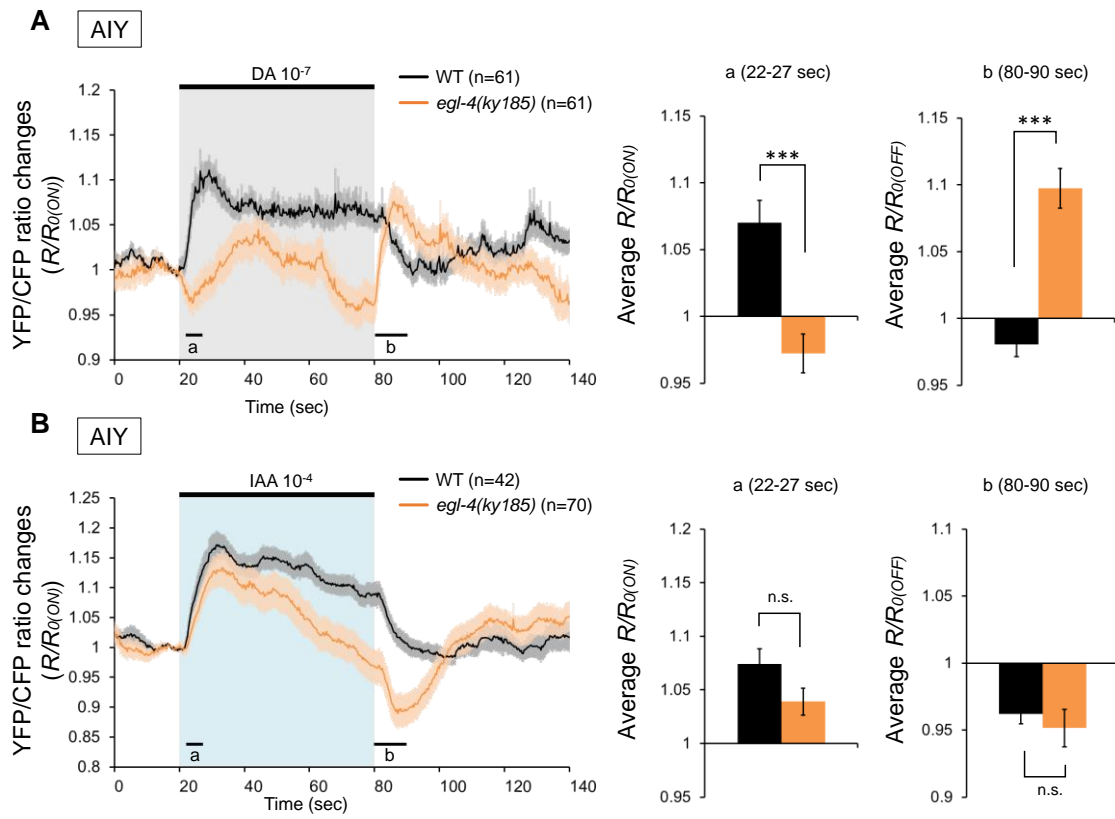 A
AIY
DA 10-7
WT (n=61)
egl-4(ky185) (n=61)
YFP/CFP ratio changes
(R/R0(ON))
1.2
1.15
1.1
1.05
1
0.95
0.9
a
b
0 20 40 60 80 100 120 140
Time (sec)
a (22-27 sec)
Average R/R0(ON)
1.15
1.1
1.05
1
0.95
***
b (80-90 sec)
Average R/R0(OFF)
1.15
1.1
1.05
1
0.95
***
B
AIY
IAA 10-4
WT (n=42)
egl-4(ky185) (n=70)
YFP/CFP ratio changes
(R/R0(ON))
1.25
1.2
1.15
1.1
1.05
1
0.95
0.9
0.85
0.8
a
b
0 20 40 60 80 100 120 140
Time (sec)
a (22-27 sec)
Average R/R0(ON)
1.2
1.15
1.1
1.05
1
0.95
n.s.
b (80-90 sec)
Average R/R0(OFF)
1.1
1.05
1
0.95
0.9
n.s.